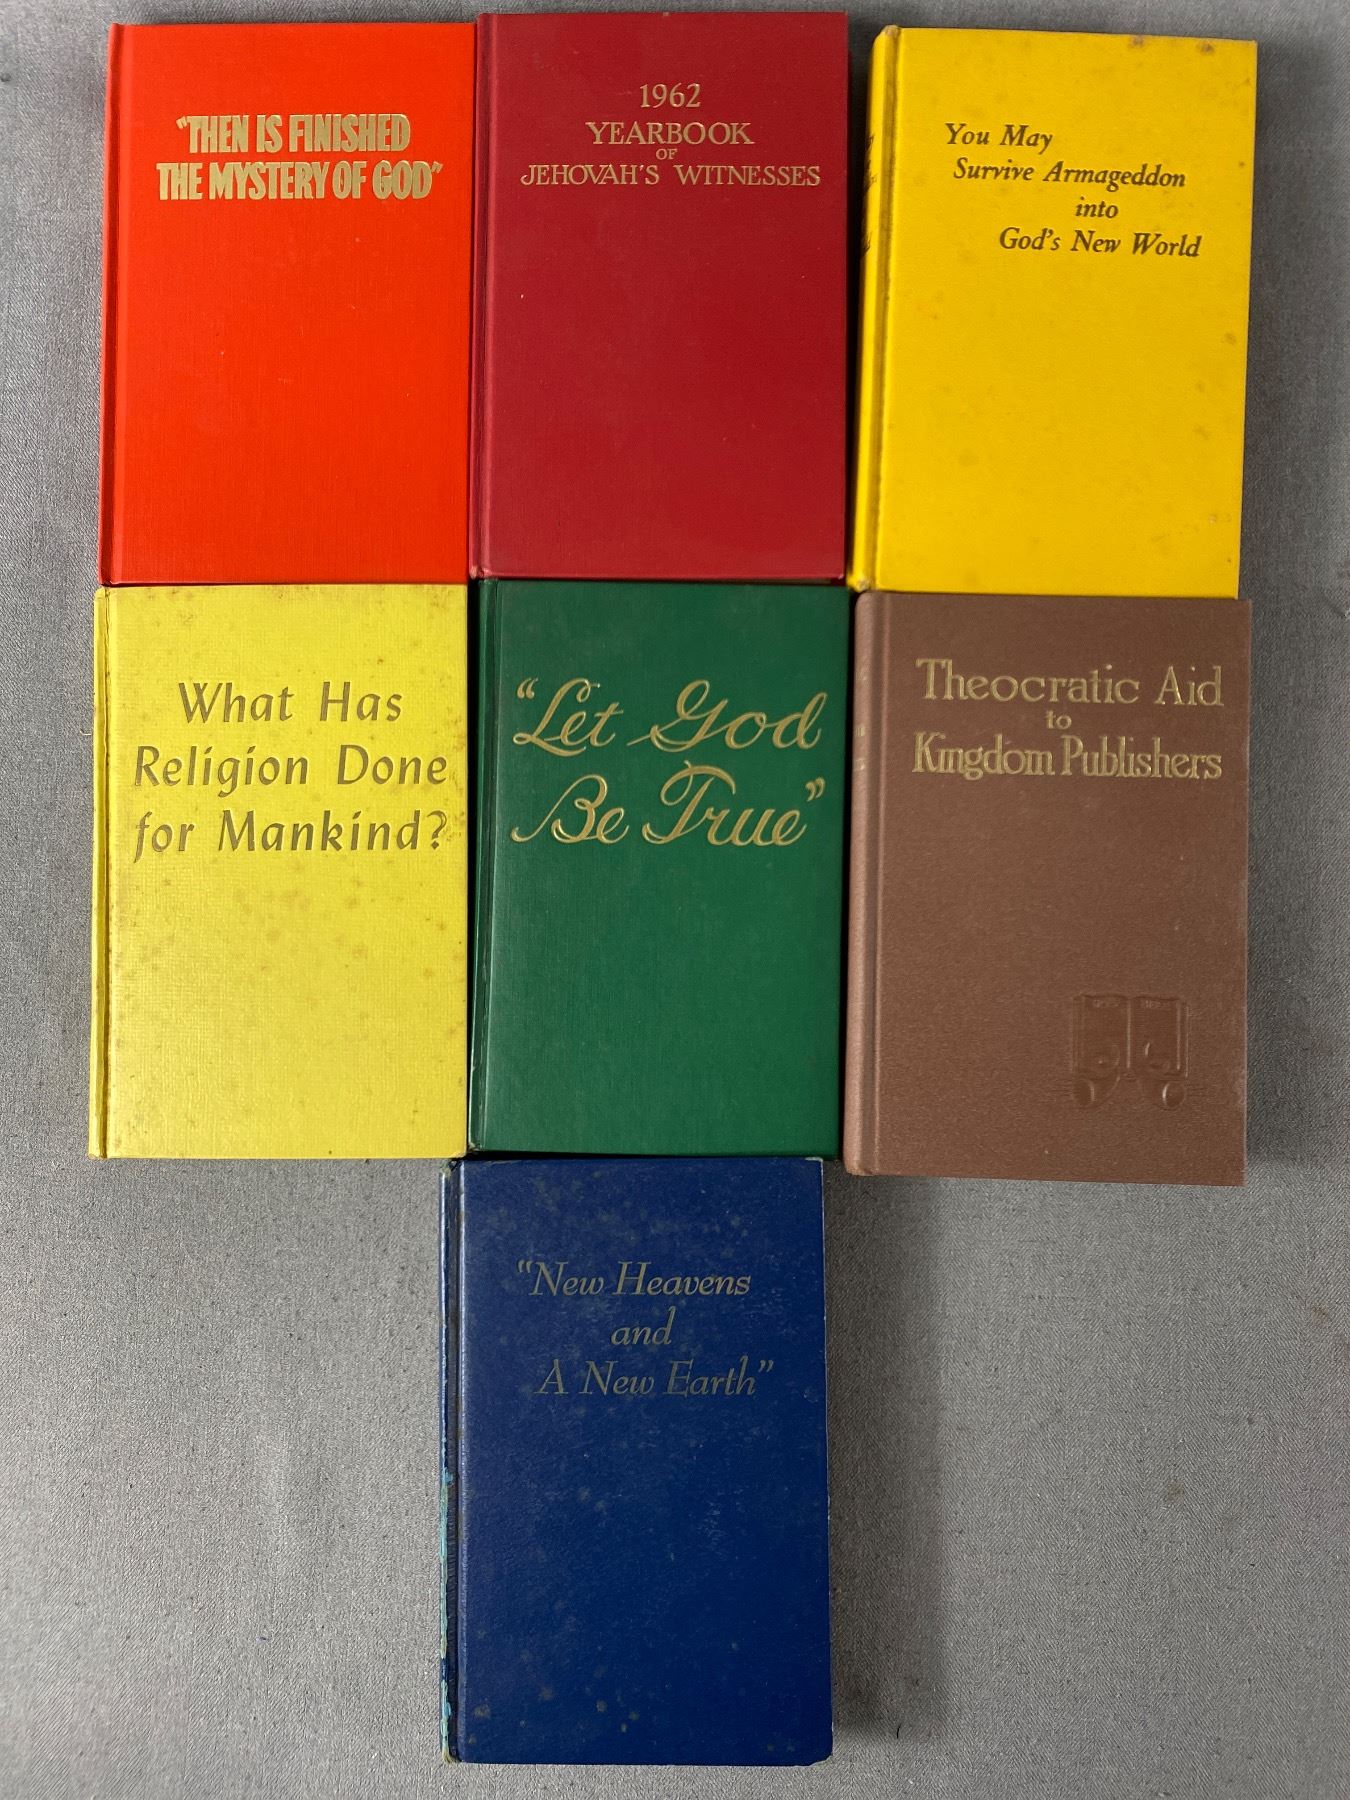 "THEN IS FINISHED
THE MYSTERY OF GOD"
1962
YEARBOOK
OF
JEHOVAH'S WITNESSES
You May
Survive Armageddon
into
God's New World
What Has
Religion Done
for Mankind?
"Let God
Be True"
Theocratic Aid
to
Kingdom Publishers
"New Heavens
and
A New Earth"